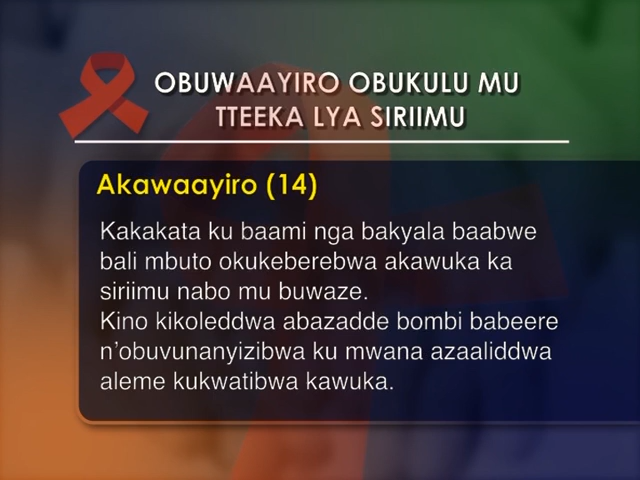 OBUWAAYIRO OBUKULU MU
TTEEKA LYA SIRIIMU
Akawaayiro (14)
Kakakata ku baami nga bakyala baabwe
bali mbuto okukeberebwa akawuka ka
siriimu nabo mu buwaze.
Kino kikoleddwa abazadde bombi babeere
n’obuvunanyizibwa ku mwana azaaliddwa
aleme kukwatibwa kawuka.